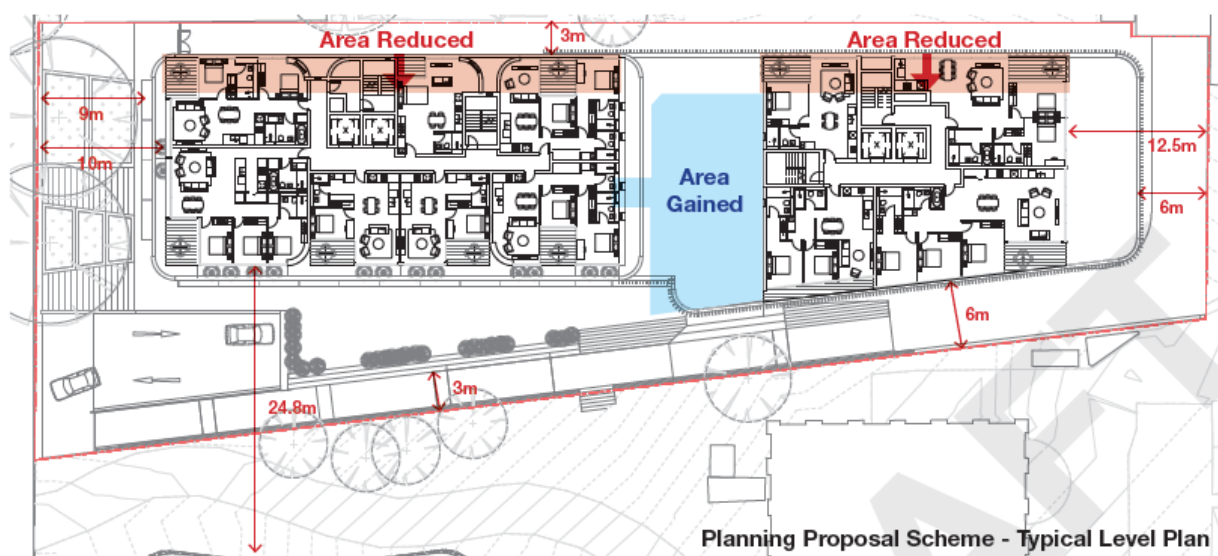 3m
Area Reduced
Area Reduced
9m
10m
12.5m
Area
Gained
6m
6m
3m
24.8m
AFT
Planning Proposal Scheme - Typical Level Plan